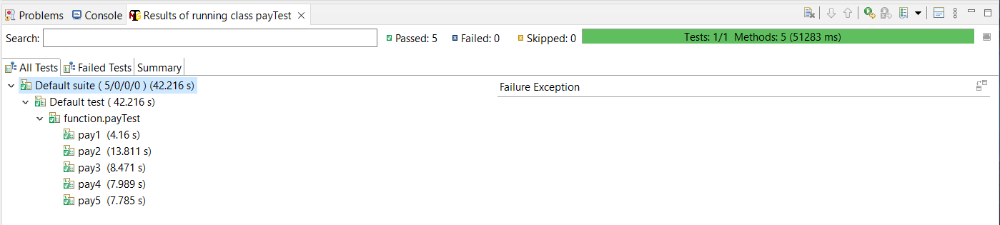 Problems Console Results of running class payTest
Search: Passed: 5 Failed: 0 Skipped: 0 Tests: 1/1 Methods: 5 (51283 ms)
All Tests Failed Tests Summary
Default suite ( 5/0/0/0 ) (42.216 s)
Failure Exception
Default test ( 42.216 s)
function.payTest
pay1 (4.16 s)
pay2 (13.811 s)
pay3 (8.471 s)
pay4 (7.989 s)
pay5 (7.785 s)